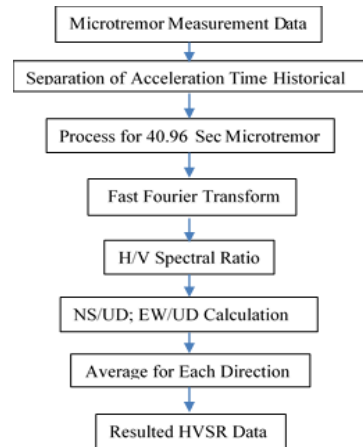 Microtremor Measurement Data
Separation of Acceleration Time Historical
Process for 40.96 Sec Microtremor
Fast Fourier Transform
H/V Spectral Ratio
NS/UD; EW/UD Calculation
Average for Each Direction
Resulted HVSR Data